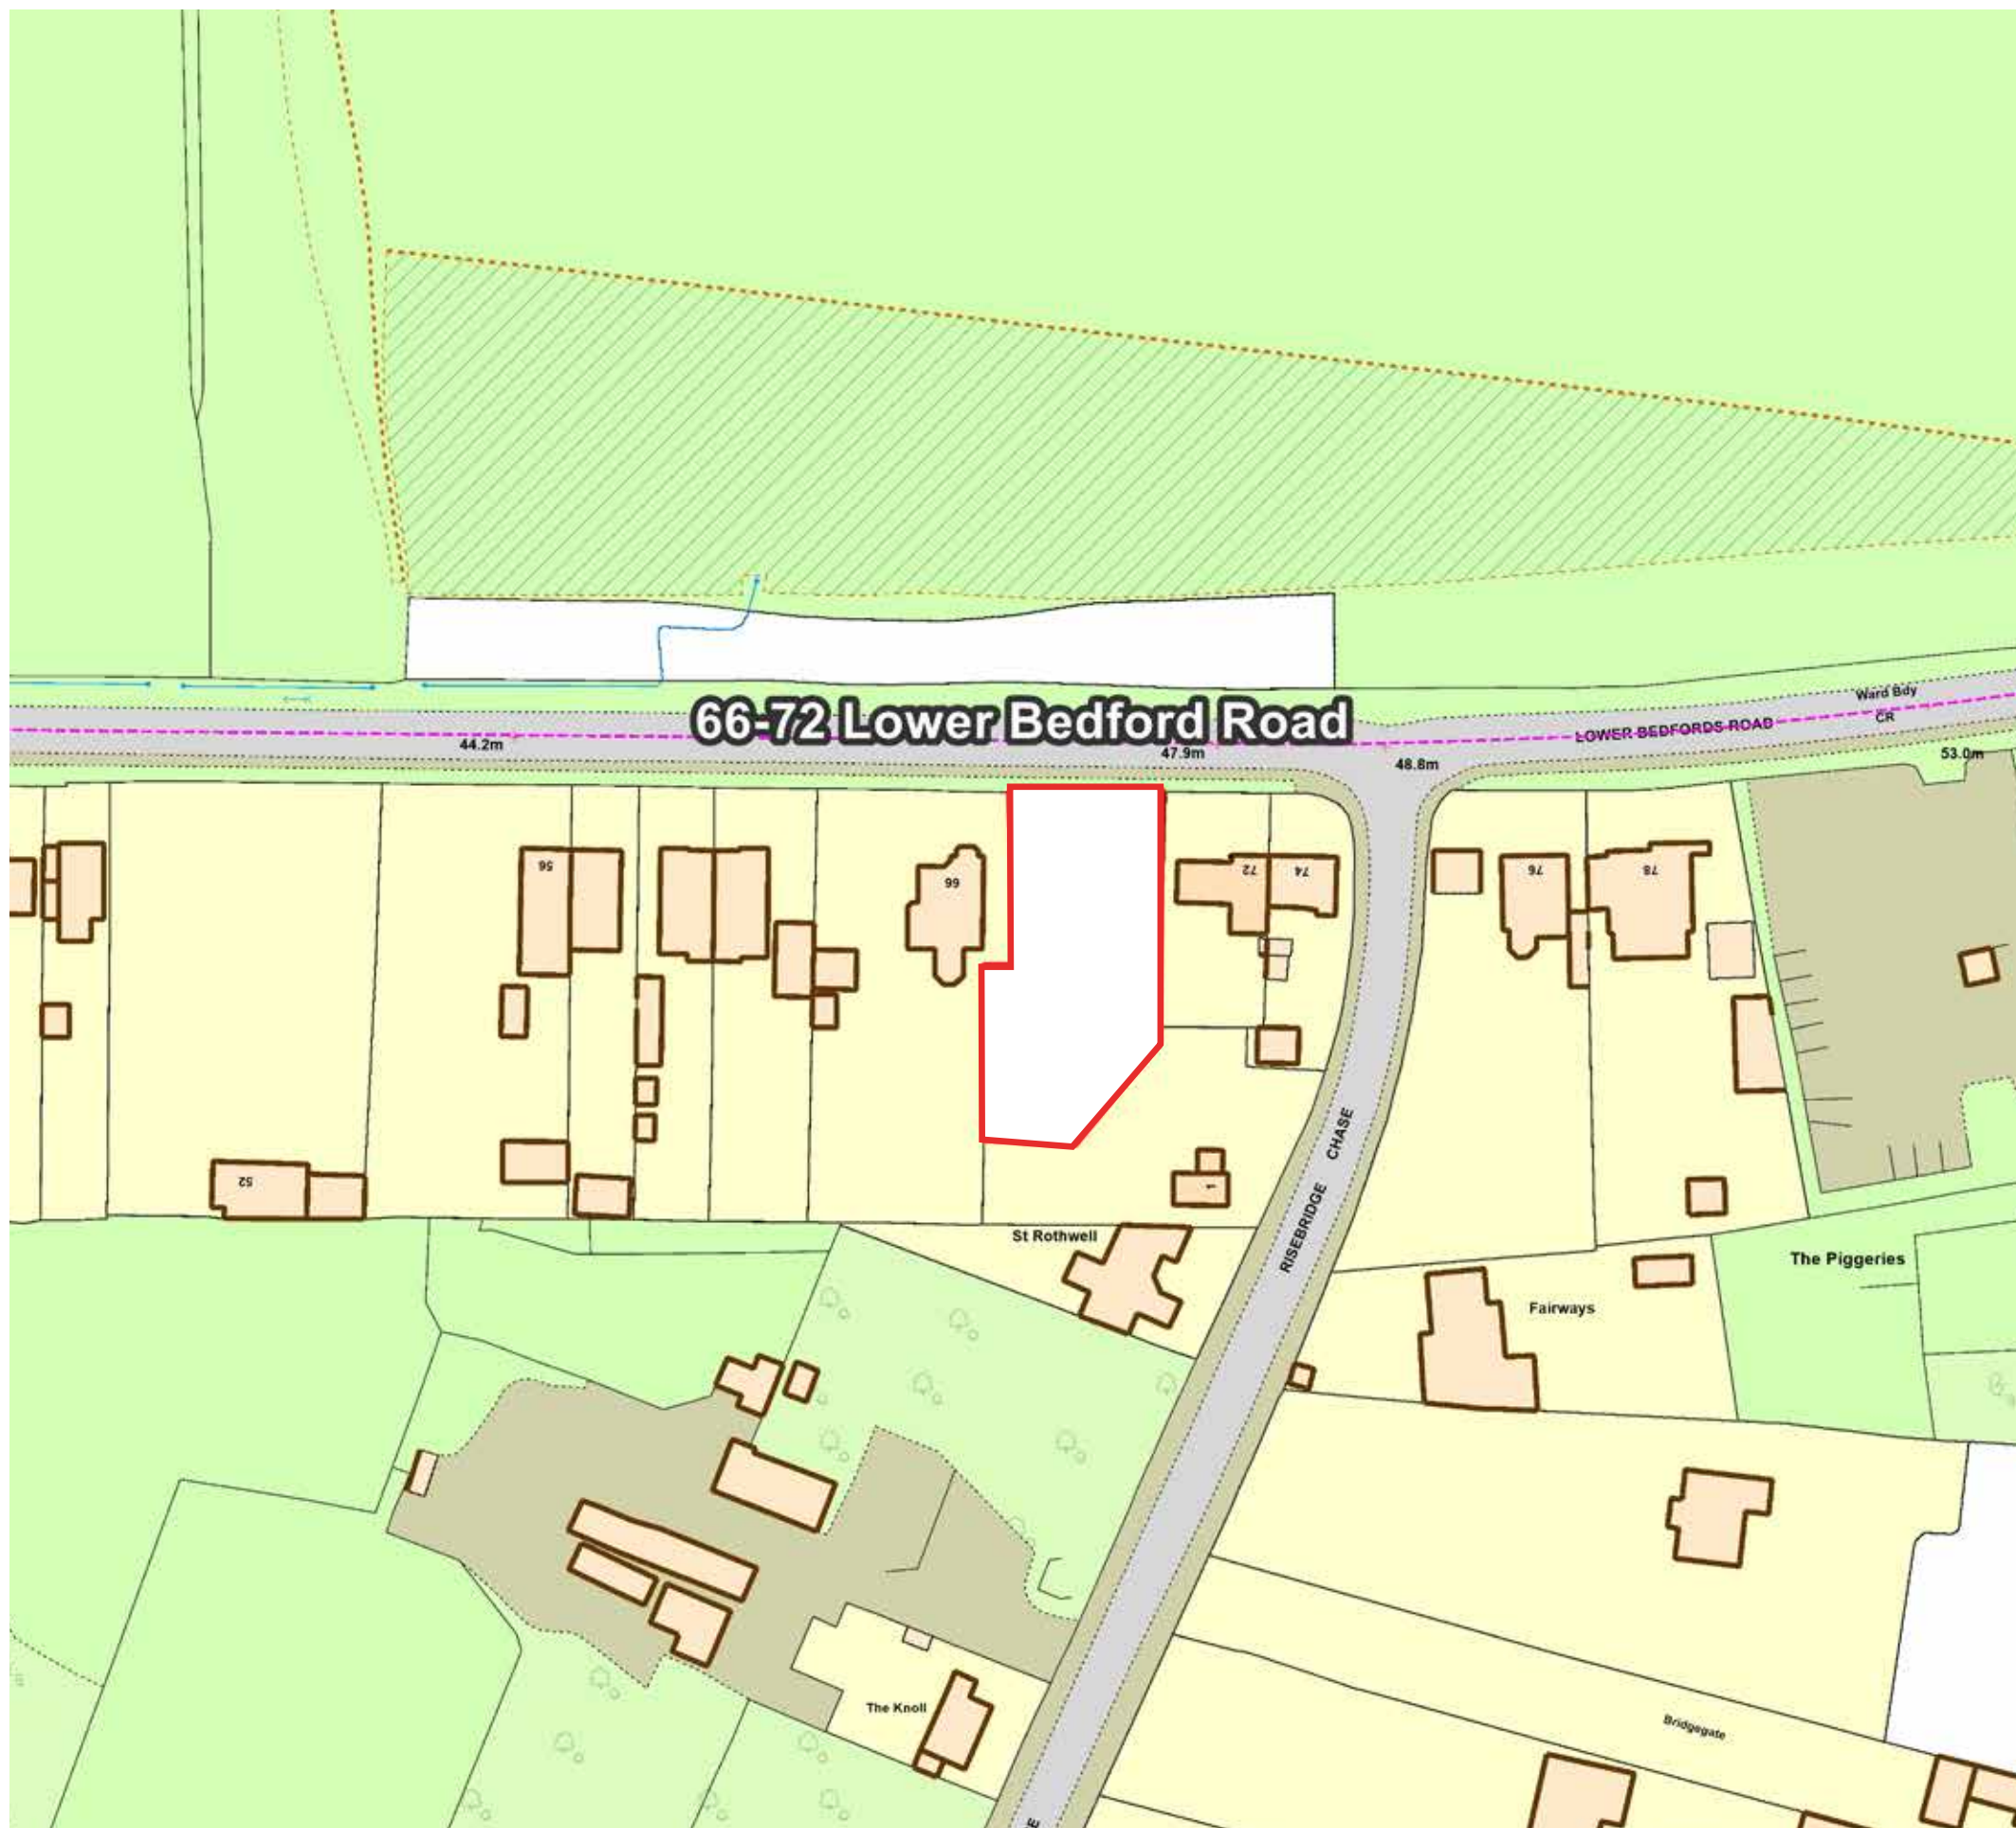 Ward Bdy
66-72 Lower Bedford Road
CR
LOWER BEDFORDS ROAD
44.2m
47.9m
48.8m
53.0m
56
66
72
74
76
78
52
1
RISEBRIDGE CHASE
St Rothwell
The Piggeries
Fairways
The Knoll
Bridgegate